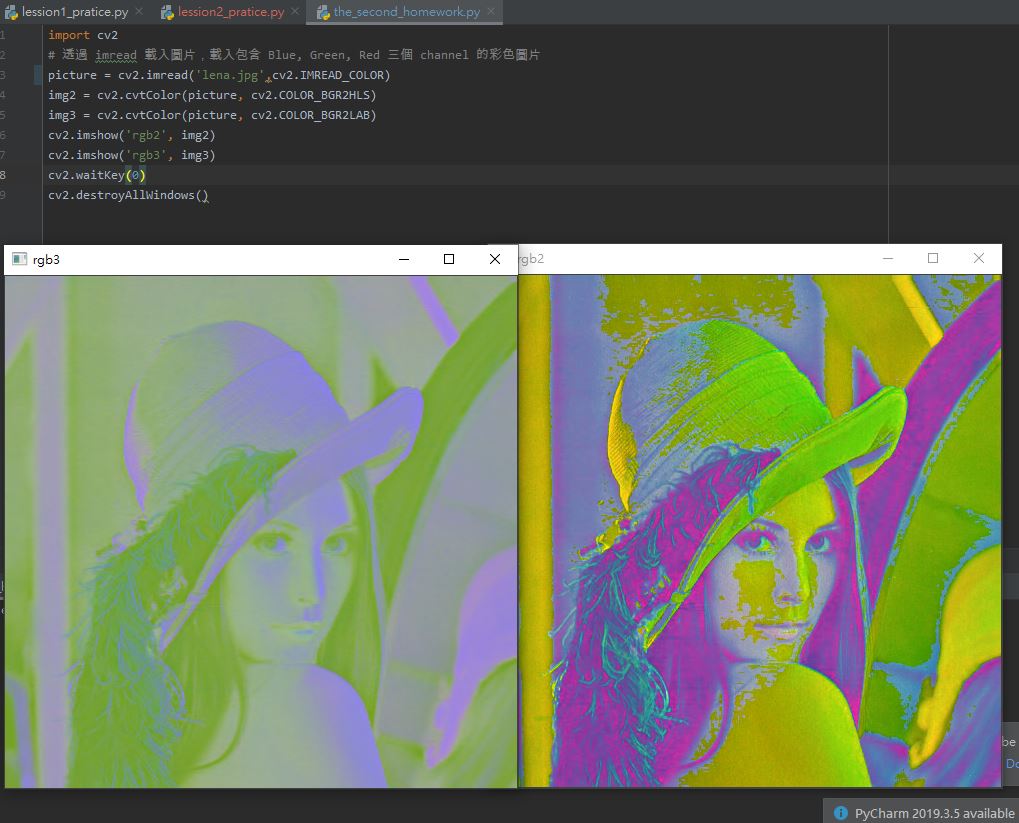 lession1_pratice.py
lession2_pratice.py
the_second_homework.py
1 import cv2
2 # 透過 imread 載入圖片，載入包含 Blue, Green, Red 三個 channel 的彩色圖片
3 picture = cv2.imread('lena.jpg',cv2.IMREAD_COLOR)
4 img2 = cv2.cvtColor(picture, cv2.COLOR_BGR2HLS)
5 img3 = cv2.cvtColor(picture, cv2.COLOR_BGR2LAB)
6 cv2.imshow('rgb2', img2)
7 cv2.imshow('rgb3', img3)
8 cv2.waitKey(0)
9 cv2.destroyAllWindows()
rgb3
rgb2
be
Do
PyCharm 2019.3.5 available